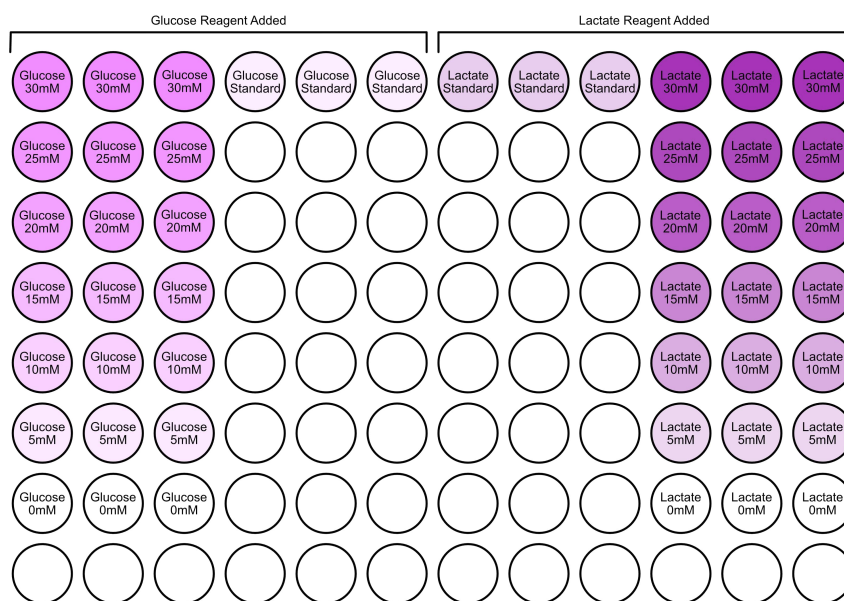 Glucose Reagent Added Lactate Reagent Added
Glucose Glucose Glucose Glucose Glucose Glucose Lactate Lactate Lactate Lactate Lactate Lactate
30mM 30mM 30mM Standard Standard Standard Standard Standard Standard 30mM 30mM 30mM
Glucose Glucose Glucose Lactate Lactate Lactate
25mM 25mM 25mM 25mM 25mM 25mM
Glucose Glucose Glucose Lactate Lactate Lactate
20mM 20mM 20mM 20mM 20mM 20mM
Glucose Glucose Glucose Lactate Lactate Lactate
15mM 15mM 15mM 15mM 15mM 15mM
Glucose Glucose Glucose Lactate Lactate Lactate
10mM 10mM 10mM 10mM 10mM 10mM
Glucose Glucose Glucose Lactate Lactate Lactate
5mM 5mM 5mM 5mM 5mM 5mM
Glucose Glucose Glucose Lactate Lactate Lactate
0mM 0mM 0mM 0mM 0mM 0mM